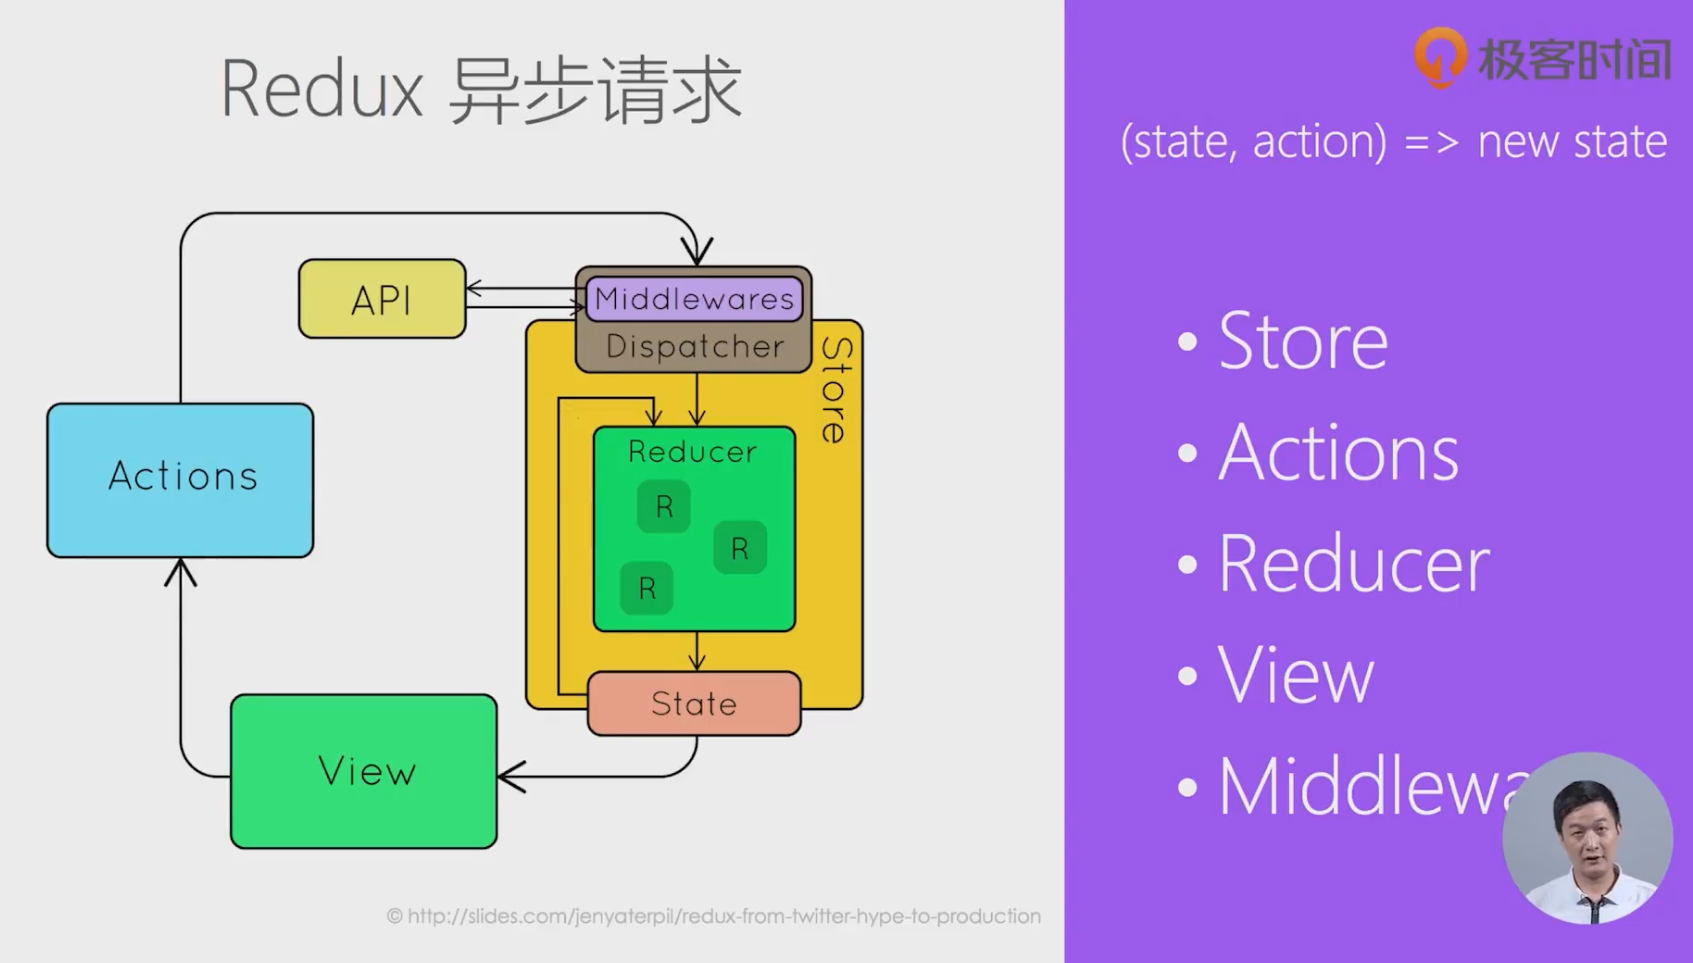 Redux 异步请求
极客时间
(state, action) => new state
API
Middlewares
Dispatcher
Store
Actions
Reducer
R
R
R
State
View
• Store
• Actions
• Reducer
• View
© http://slides.com/jenyaterpil/redux-from-twitter-hype-to-production